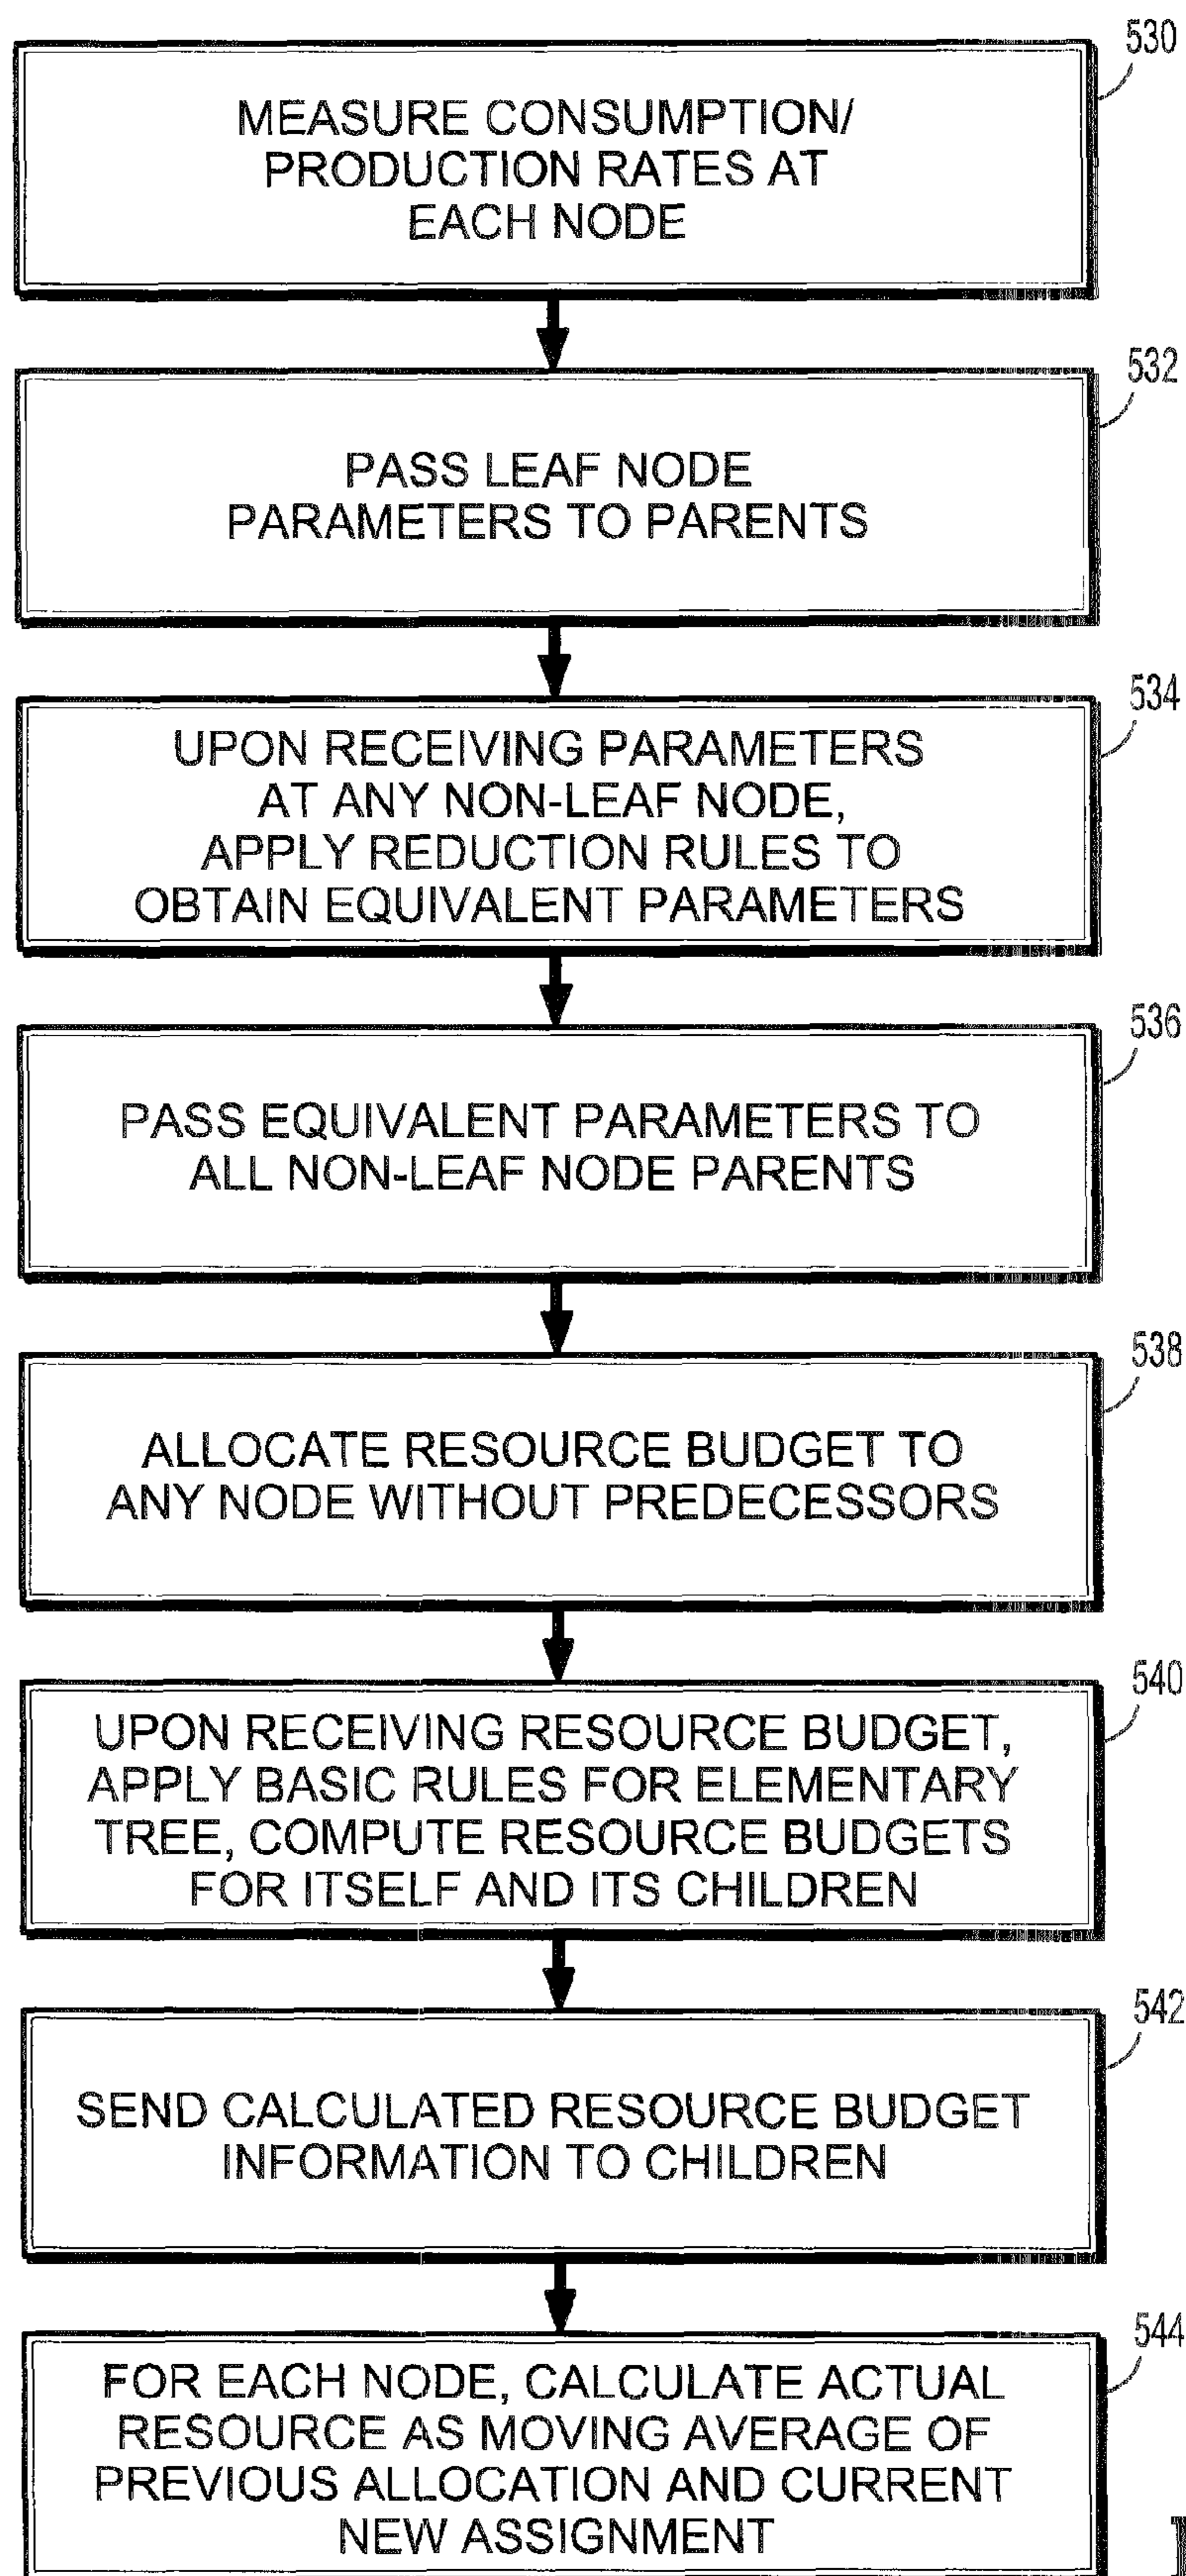 530
MEASURE CONSUMPTION/
PRODUCTION RATES AT
EACH NODE
532
PASS LEAF NODE
PARAMETERS TO PARENTS
534
UPON RECEIVING PARAMETERS
AT ANY NON-LEAF NODE,
APPLY REDUCTION RULES TO
OBTAIN EQUIVALENT PARAMETERS
536
PASS EQUIVALENT PARAMETERS TO
ALL NON-LEAF NODE PARENTS
538
ALLOCATE RESOURCE BUDGET TO
ANY NODE WITHOUT PREDECESSORS
540
UPON RECEIVING RESOURCE BUDGET,
APPLY BASIC RULES FOR ELEMENTARY
TREE, COMPUTE RESOURCE BUDGETS
FOR ITSELF AND ITS CHILDREN
542
SEND CALCULATED RESOURCE BUDGET
INFORMATION TO CHILDREN
544
FOR EACH NODE, CALCULATE ACTUAL
RESOURCE AS MOVING AVERAGE OF
PREVIOUS ALLOCATION AND CURRENT
NEW ASSIGNMENT